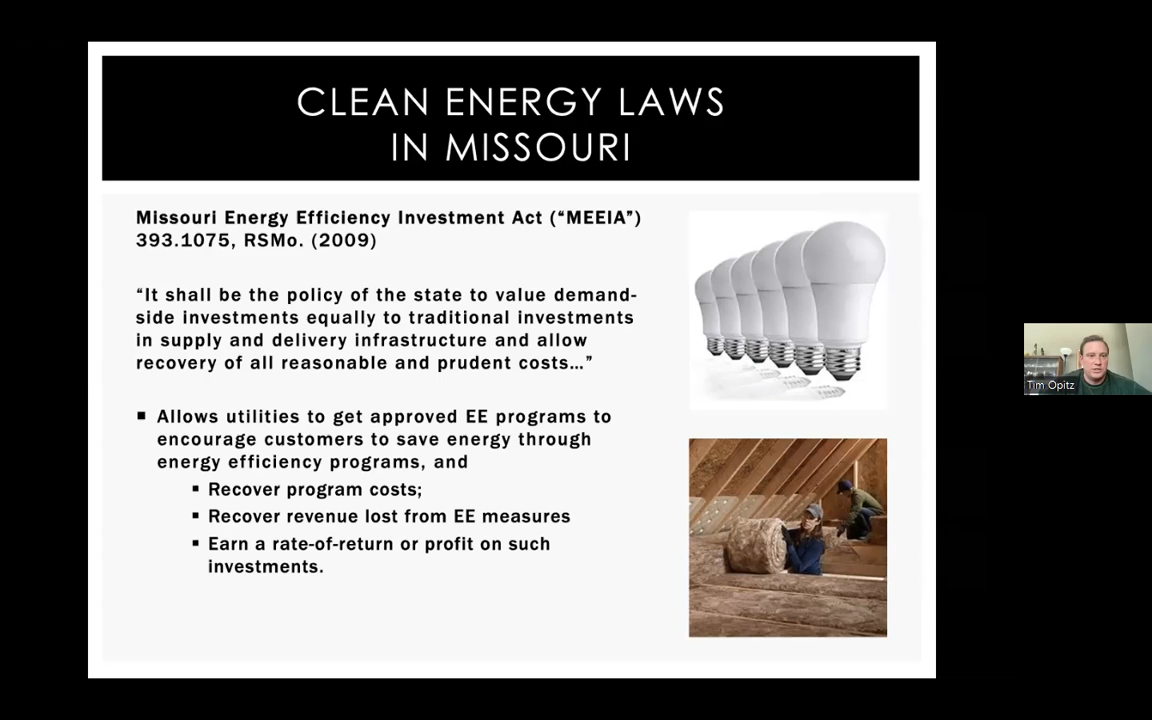 CLEAN ENERGY LAWS
IN MISSOURI
Missouri Energy Efficiency Investment Act (“MEEIA”)
393.1075, RSMo. (2009)
“It shall be the policy of the state to value demand-
side investments equally to traditional investments
in supply and delivery infrastructure and allow
recovery of all reasonable and prudent costs…”
▪ Allows utilities to get approved EE programs to
encourage customers to save energy through
energy efficiency programs, and
▪ Recover program costs;
▪ Recover revenue lost from EE measures
▪ Earn a rate-of-return or profit on such
investments.
Tim Opitz